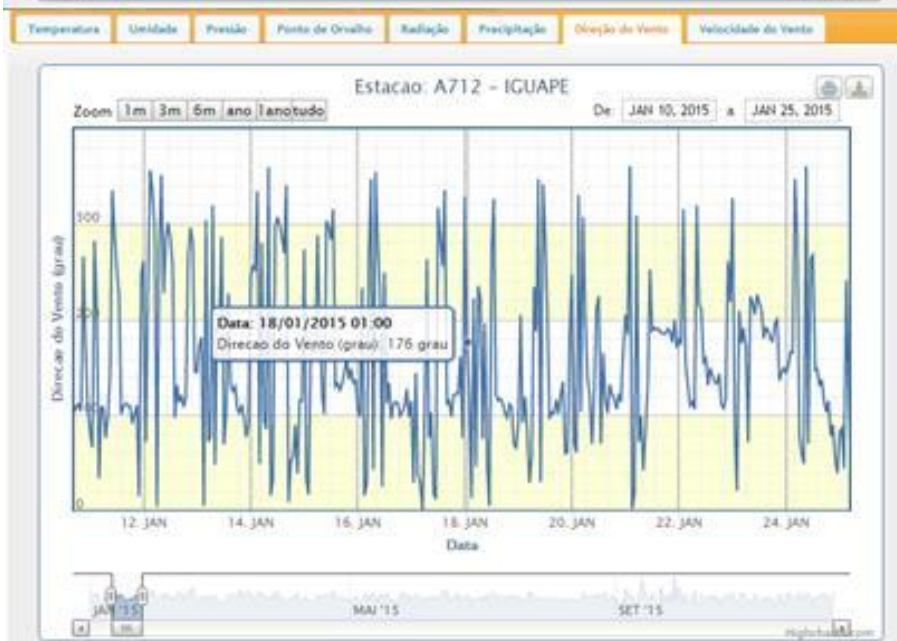 Temperatura Umidade Pressão Ponto de Orvalho Radiação Precipitação Direção do Vento Velocidade do Vento
Estacao: A712 - IGUAPE
Zoom 1m 3m 6m ano 1ano tudo De: JAN 10, 2015 a JAN 25, 2015
Direcao do Vento (grau)
300
200
Data: 18/01/2015 01:00
Direcao do Vento (grau): 176 grau
100
0
12. JAN 14. JAN 16. JAN 18. JAN 20. JAN 22. JAN 24. JAN
Data
JAN '15 MAI '15 SET '15
Highcharts.com